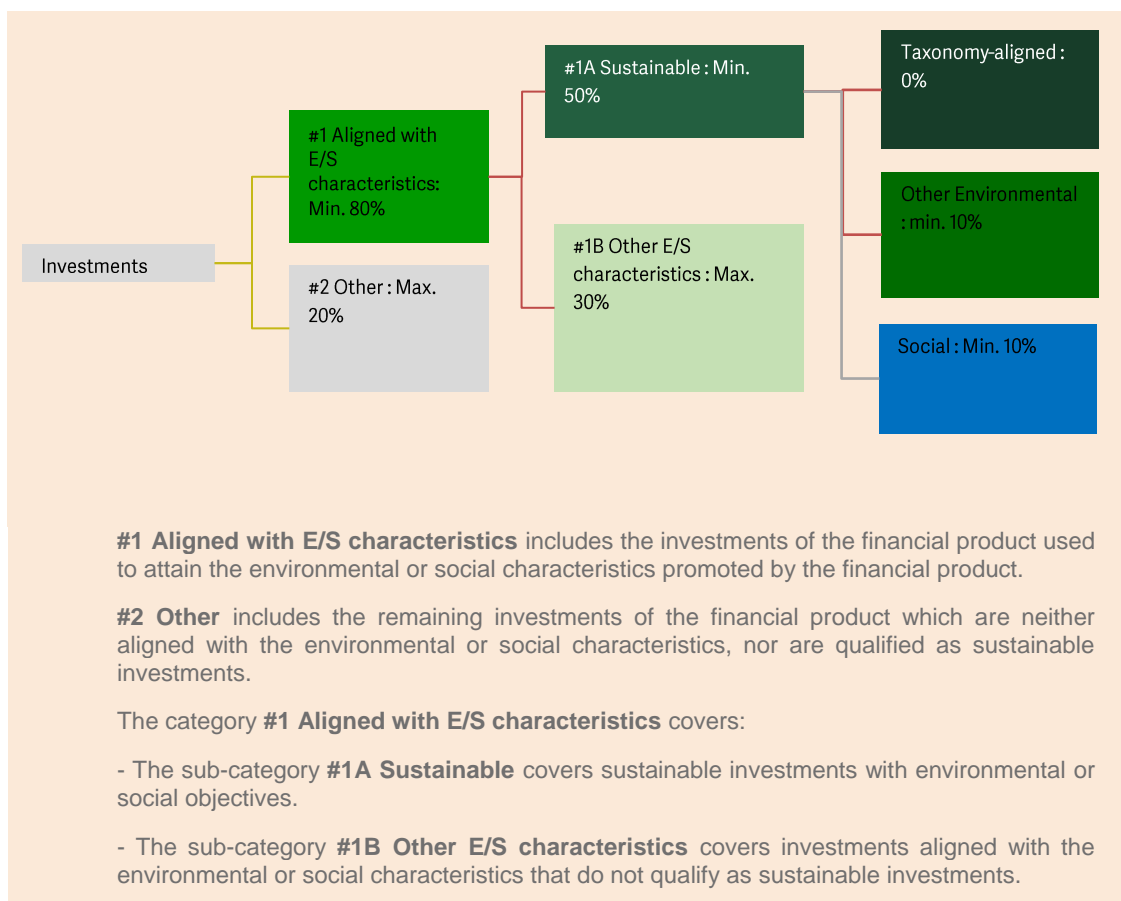 Investments
#1 Aligned with
E/S
characteristics:
Min. 80%
#2 Other : Max.
20%
#1A Sustainable : Min.
50%
#1B Other E/S
characteristics : Max.
30%
Taxonomy-aligned :
0%
Other Environmental
: min. 10%
Social : Min. 10%
#1 Aligned with E/S characteristics includes the investments of the financial product used
to attain the environmental or social characteristics promoted by the financial product.
#2 Other includes the remaining investments of the financial product which are neither
aligned with the environmental or social characteristics, nor are qualified as sustainable
investments.
The category #1 Aligned with E/S characteristics covers:
- The sub-category #1A Sustainable covers sustainable investments with environmental or
social objectives.
- The sub-category #1B Other E/S characteristics covers investments aligned with the
environmental or social characteristics that do not qualify as sustainable investments.